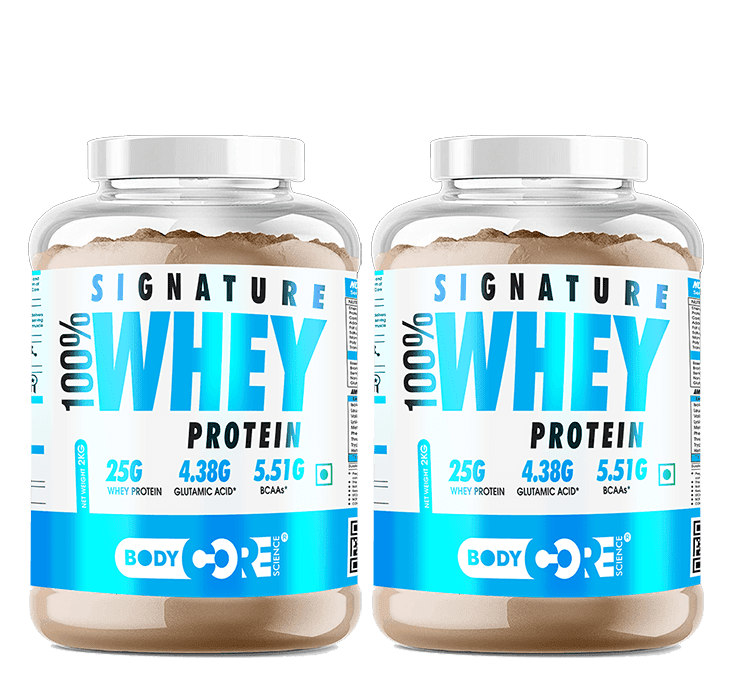 SIGNATURE
100%
WHEY
PROTEIN
25G
WHEY PROTEIN
4.38G
GLUTAMIC ACID*
5.51G
BCAAs*
NET WEIGHT 2KG
BODY CORE SCIENCE®
SIGNATURE
100%
WHEY
PROTEIN
25G
WHEY PROTEIN
4.38G
GLUTAMIC ACID*
5.51G
BCAAs*
NET WEIGHT 2KG
BODY CORE SCIENCE®